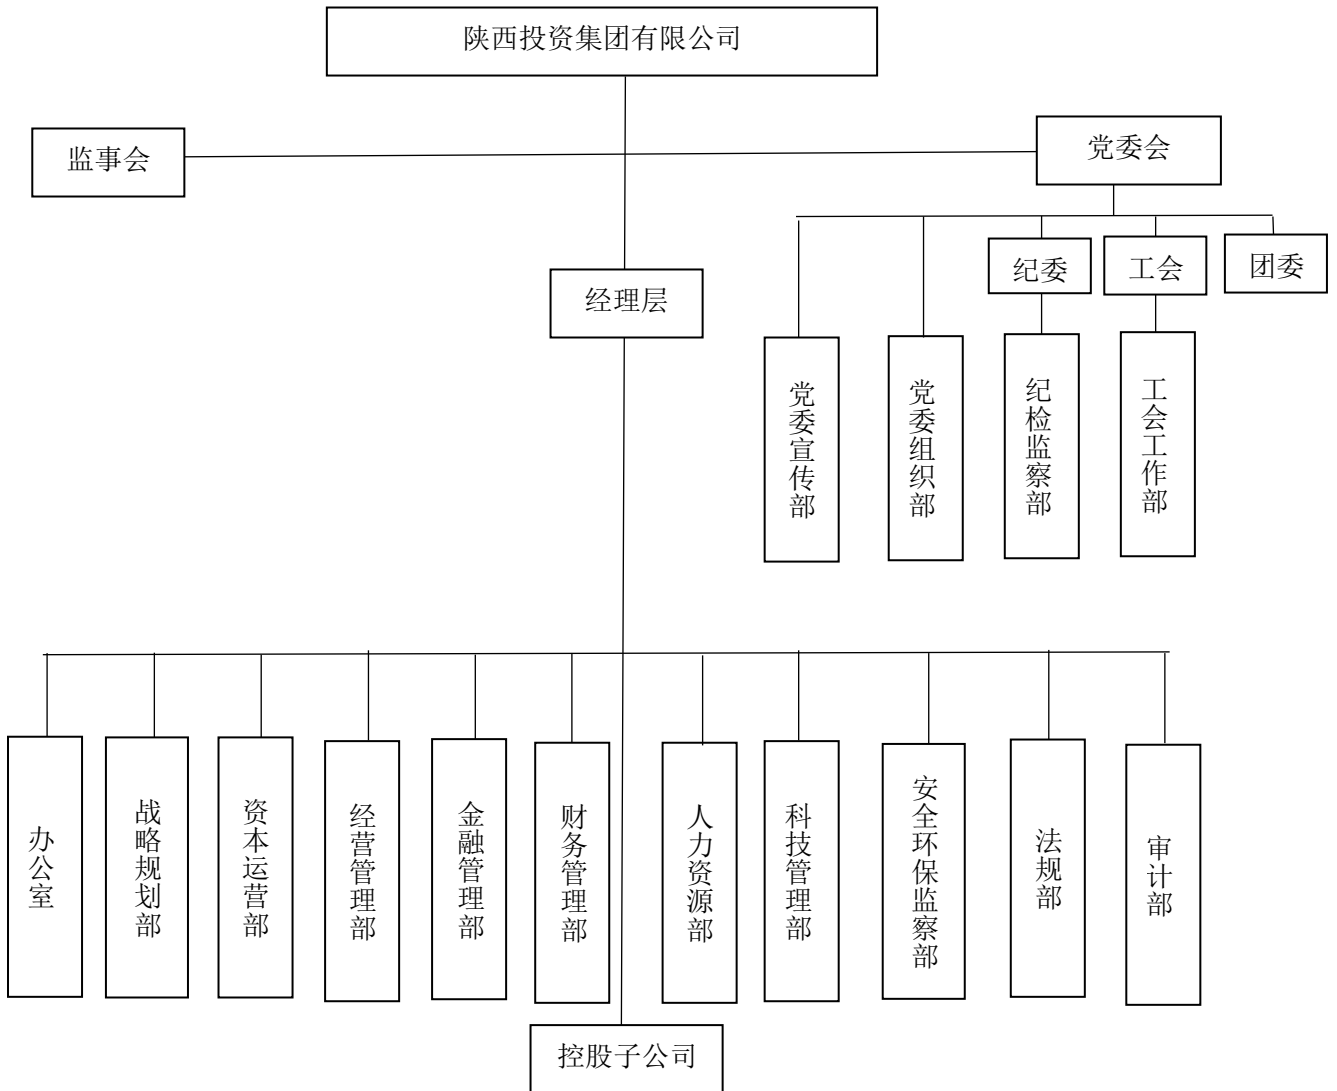 陕西投资集团有限公司
监事会
党委会
纪委
工会
团委
经理层
党委宣传部
党委组织部
纪检监察部
工会工作部
办公室
战略规划部
资本运营部
经营管理部
金融管理部
财务管理部
人力资源部
科技管理部
安全环保监察部
法规部
审计部
控股子公司